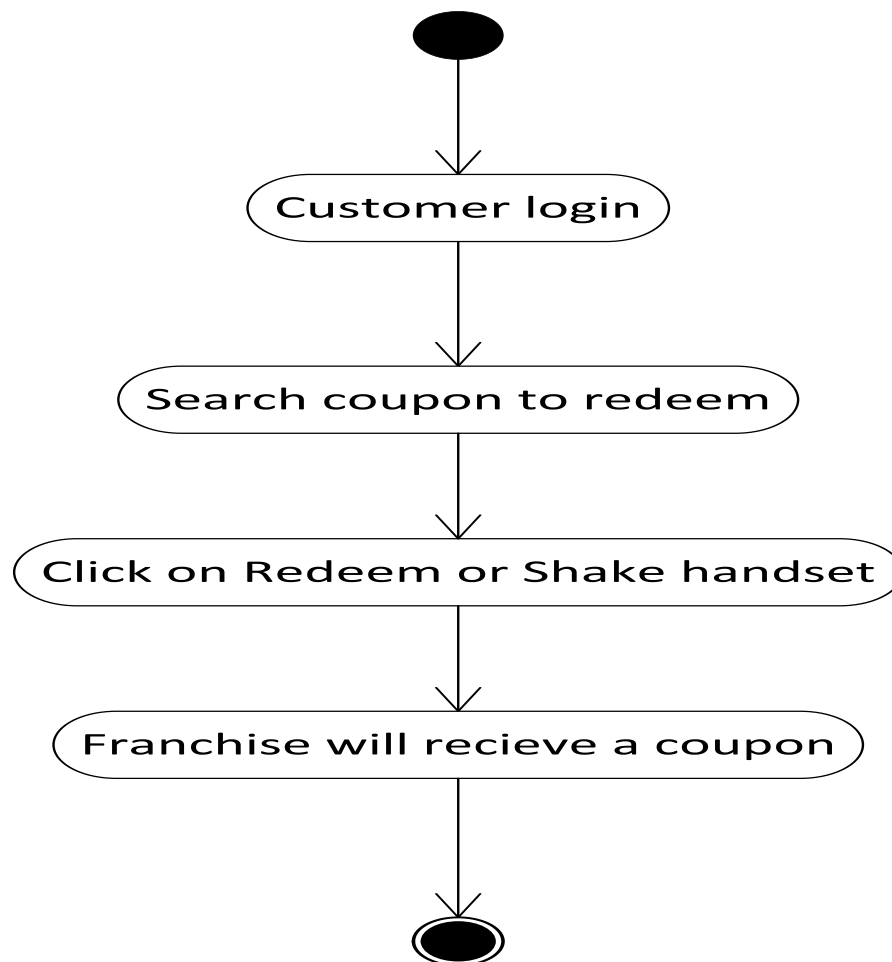 Customer login
Search coupon to redeem
Click on Redeem or Shake handset
Franchise will recieve a coupon